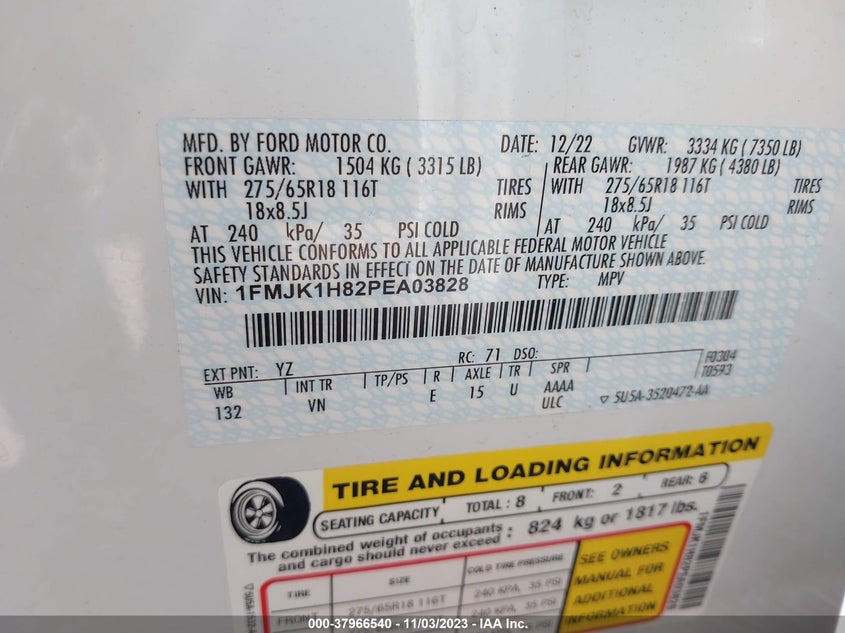 MFD. BY FORD MOTOR CO. DATE: 12/22 GVWR: 3334 KG ( 7350 LB)
FRONT GAWR: 1504 KG ( 3315 LB) REAR GAWR: 1987 KG ( 4380 LB)
WITH 275/65R18 116T TIRES WITH 275/65R18 116T TIRES
18x8.5J RIMS 18x8.5J RIMS
AT 240 kPa/ 35 PSI COLD AT 240 kPa/ 35 PSI COLD
THIS VEHICLE CONFORMS TO ALL APPLICABLE FEDERAL MOTOR VEHICLE
SAFETY STANDARDS IN EFFECT ON THE DATE OF MANUFACTURE SHOWN ABOVE.
VIN: 1FMJK1H82PEA03828 TYPE: MPV
EXT PNT: YZ RC: 71 DSO: F0304
T0593
WB INT TR TP/PS R AXLE TR SPR
132 VN E 15 U AAAA
ULC ▽ 5U5A-3520472-AA
TIRE AND LOADING INFORMATION
SEATING CAPACITY TOTAL : 8 FRONT: 2 REAR: 6
The combined weight of occupants
and cargo should never exceed : 824 kg or 1817 lbs.
TIRE SIZE COLD TIRE PRESSURE
FRONT 275/65R18 116T 240 KPA, 35 PSI
SEE OWNERS
MANUAL FOR
ADDITIONAL
INFORMATION
000-37966540 - 11/03/2023 - IAA Inc.